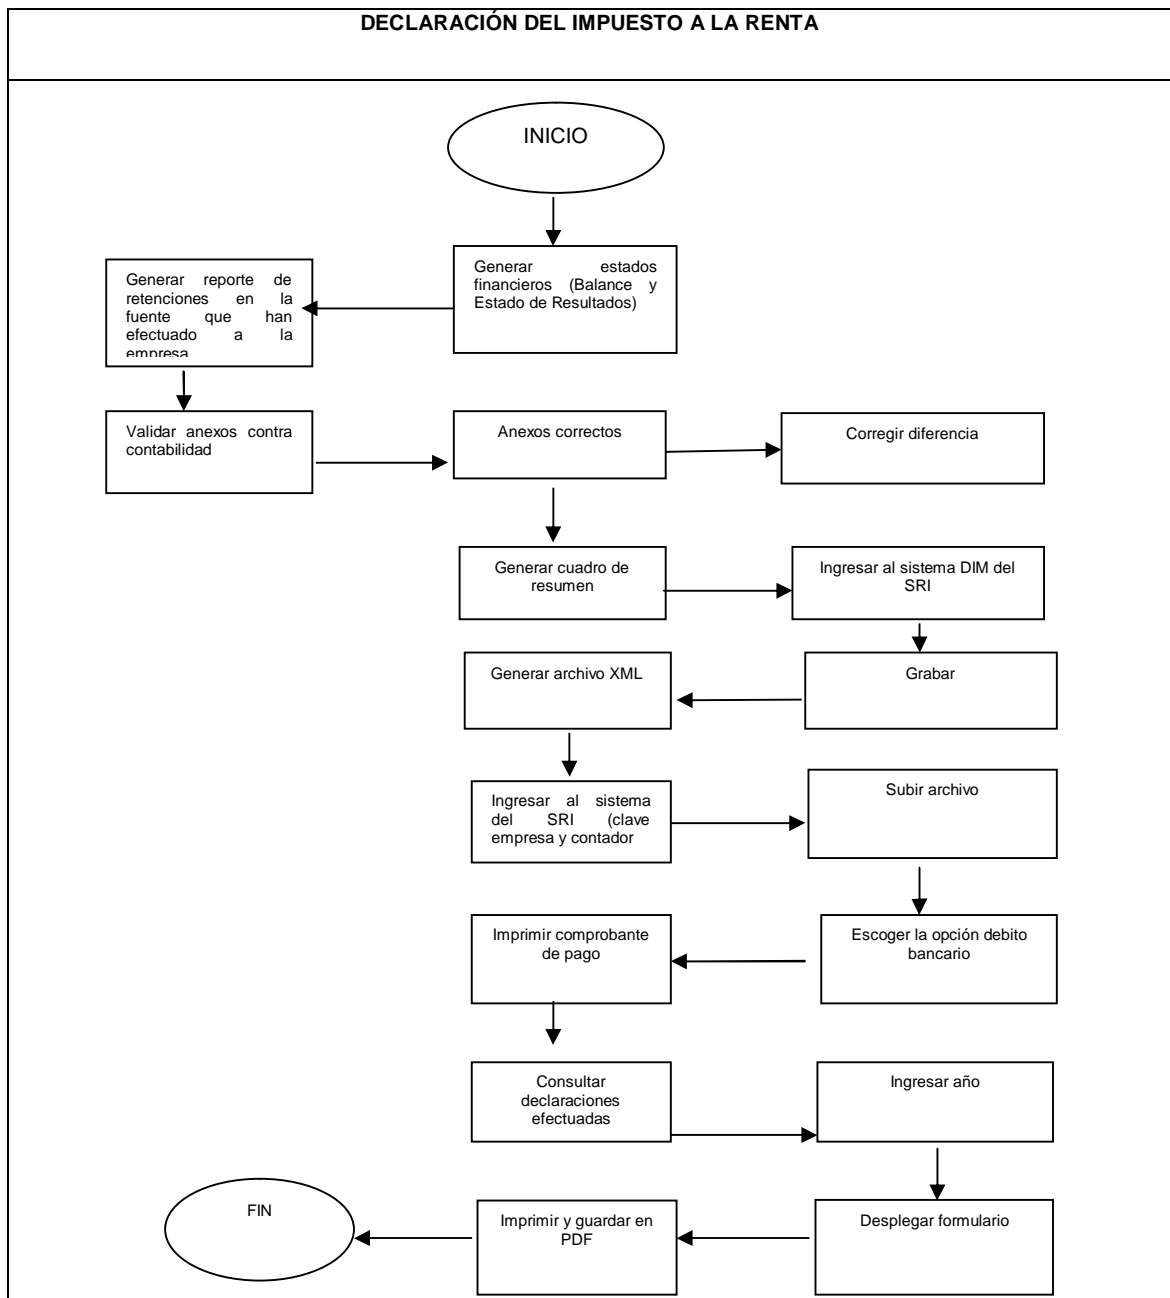 DECLARACIÓN DEL IMPUESTO A LA RENTA
INICIO
Generar estados
financieros (Balance y
Estado de Resultados)
Generar reporte de
retenciones en la
fuente que han
efectuado a la
empresa
Validar anexos contra
contabilidad
Anexos correctos
Corregir diferencia
Generar cuadro de
resumen
Ingresar al sistema DIM del
SRI
Grabar
Generar archivo XML
Ingresar al sistema
del SRI (clave
empresa y contador
Subir archivo
Escoger la opción debito
bancario
Imprimir comprobante
de pago
Consultar
declaraciones
efectuadas
Ingresar año
Desplegar formulario
Imprimir y guardar en
PDF
FIN